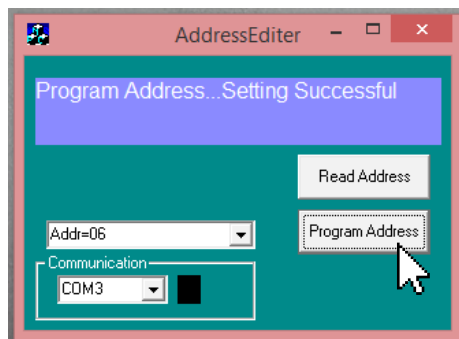 AddressEditer
Program Address...Setting Successful
Read Address
Addr=06
Program Address
Communication
COM3